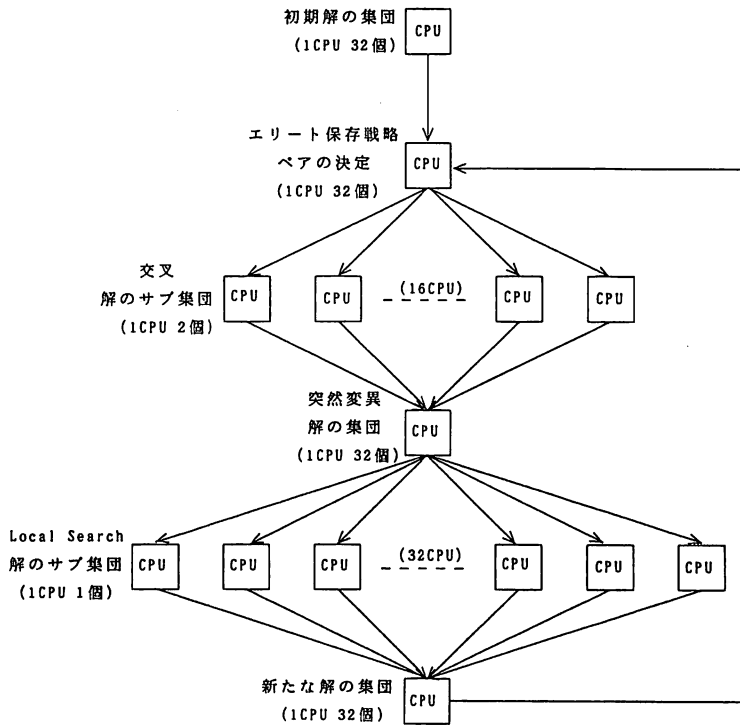 初期解の集団
(1CPU 32個)
CPU
エリート保存戦略
ペアの決定
(1CPU 32個)
CPU
交叉
解のサブ集団
(1CPU 2個)
CPU
CPU
(16CPU)
CPU
CPU
突然変異
解の集団
(1CPU 32個)
CPU
Local Search
解のサブ集団
(1CPU 1個)
CPU
CPU
CPU
(32CPU)
CPU
CPU
CPU
新たな解の集団
(1CPU 32個)
CPU